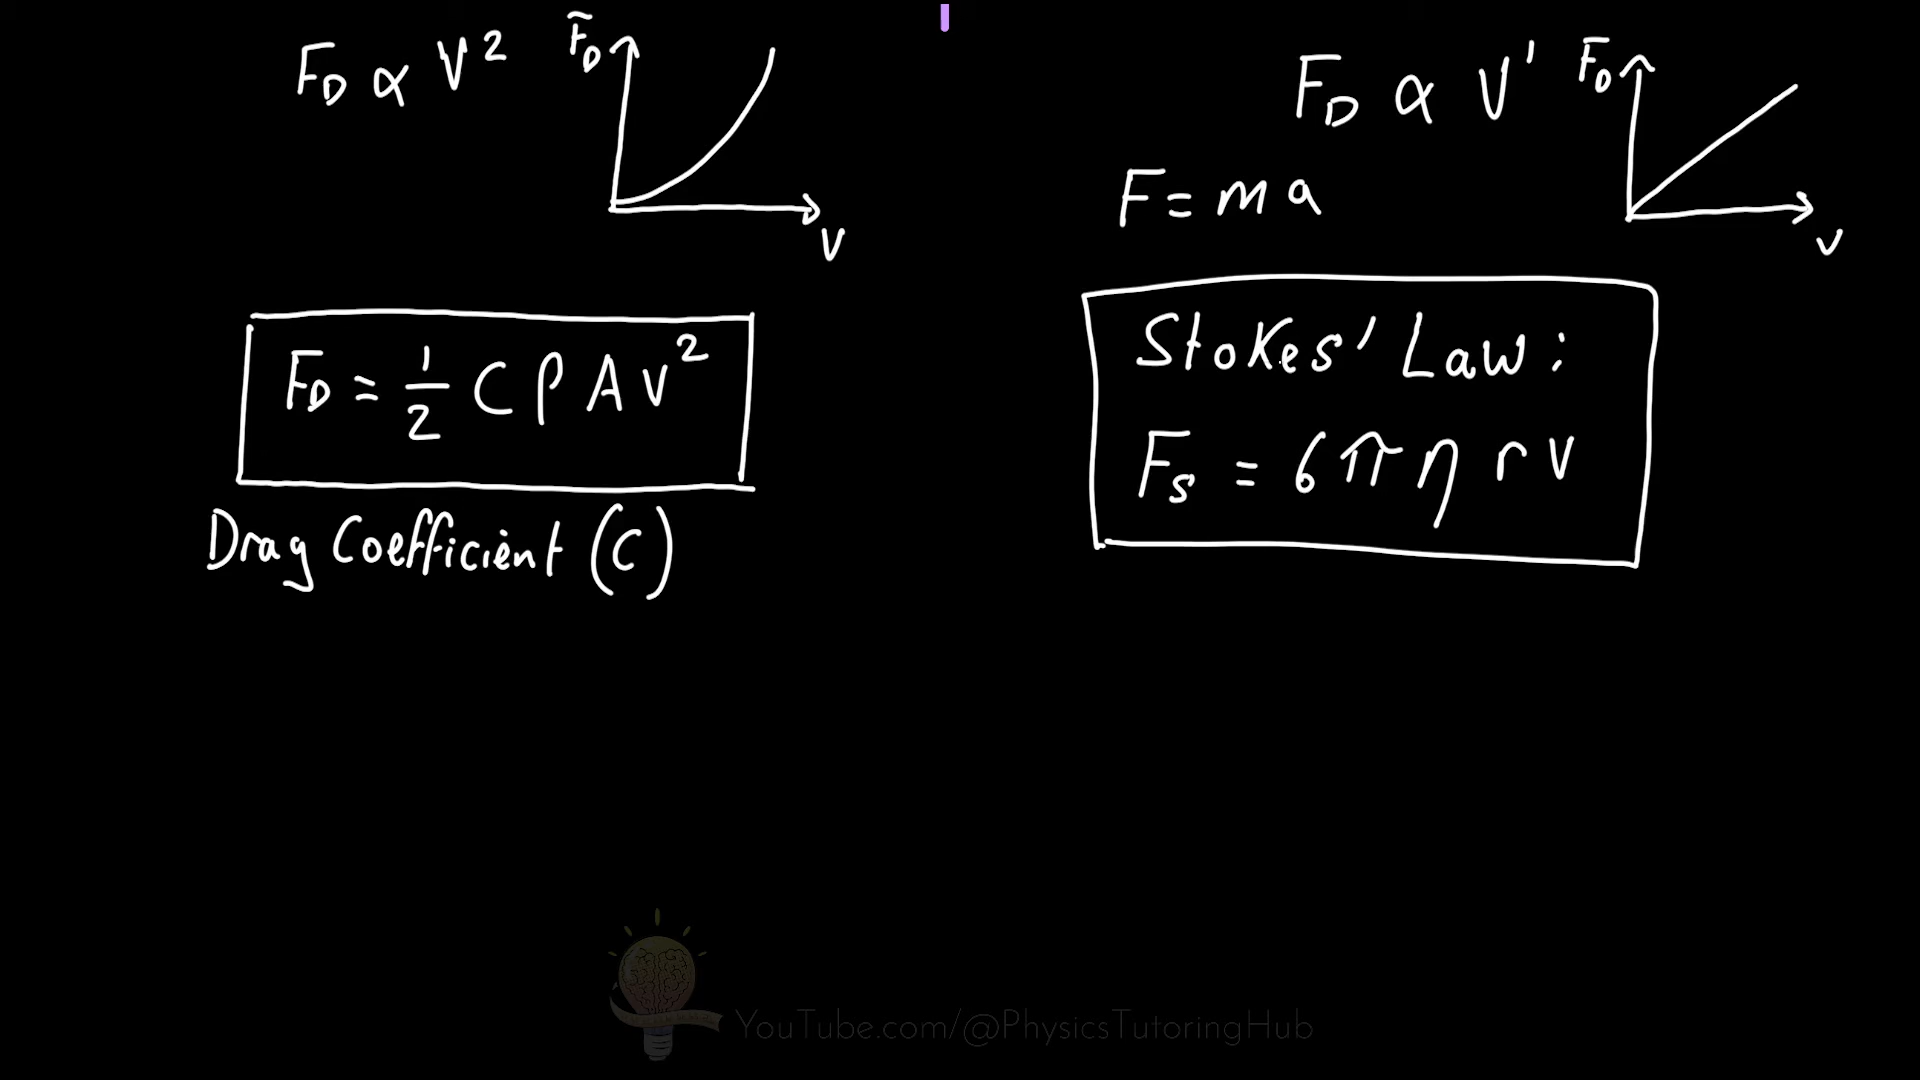 F_D ∝ V²
F_D
V
F_D = 1/2 C ρ A v²
Drag Coefficient (C)
F_D ∝ V¹
F_D
V
F = ma
Stokes' Law:
F_s = 6πηrv
YouTube.com/@PhysicsTutoringHub